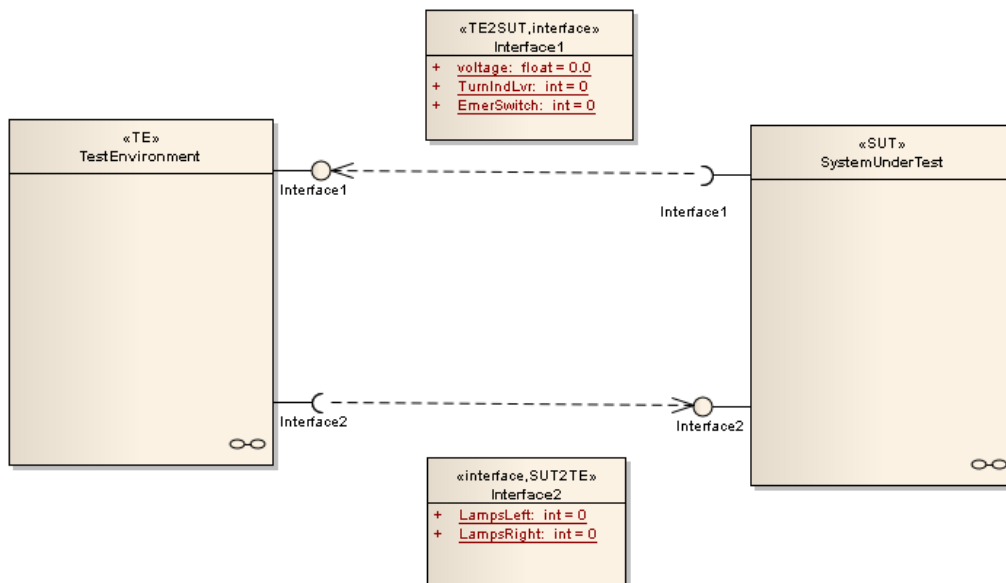 «TE2SUT,interface»
Interface1
+ voltage: float = 0.0
+ TurnIndLvr: int = 0
+ EmerSwitch: int = 0
«TE»
TestEnvironment
«SUT»
SystemUnderTest
Interface1
Interface1
Interface2
Interface2
«interface,SUT2TE»
Interface2
+ LampsLeft: int = 0
+ LampsRight: int = 0